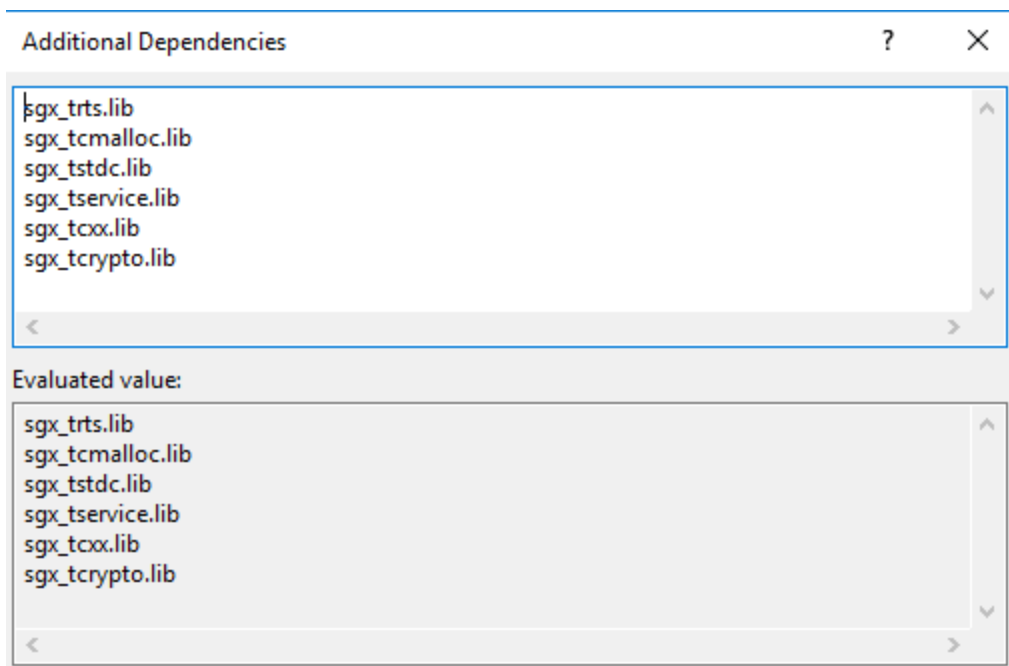 Additional Dependencies ?
sgx_trts.lib
sgx_tcmalloc.lib
sgx_tstdc.lib
sgx_tservice.lib
sgx_tcxx.lib
sgx_tcrypto.lib
Evaluated value:
sgx_trts.lib
sgx_tcmalloc.lib
sgx_tstdc.lib
sgx_tservice.lib
sgx_tcxx.lib
sgx_tcrypto.lib